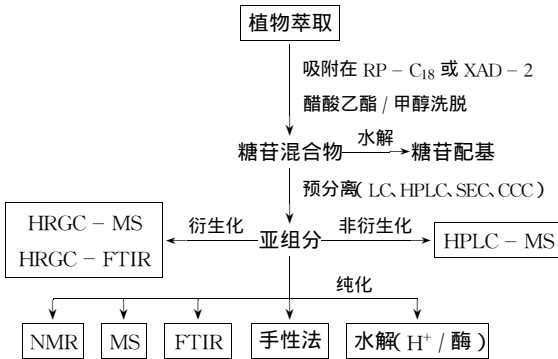 植物萃取
吸附在 RP－C₁₈ 或 XAD－2
醋酸乙酯/甲醇洗脱
糖苷混合物 水解 糖苷配基
预分离(LC、HPLC、SEC、CCC)
HRGC－MS
HRGC－FTIR
衍生化 亚组分 非衍生化 HPLC－MS
纯化
NMR MS FTIR 手性法 水解(H⁺/酶)